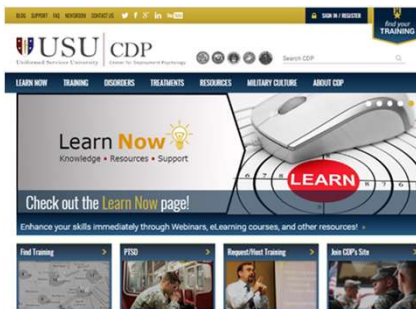 BLOG SUPPORT FAQ NEWSROOM CONTACT US
SIGN IN / REGISTER
find your
TRAINING
USU CDP
Uniformed Services University Center for Deployment Psychology
Search CDP
LEARN NOW TRAINING DISORDERS TREATMENTS RESOURCES MILITARY CULTURE ABOUT CDP
Learn Now
Knowledge • Resources • Support
LEARN
Check out the Learn Now page!
Enhance your skills immediately through Webinars, eLearning courses, and other resources! »
Find Training
PTSD
Request/Host Training
Join CDP's Site